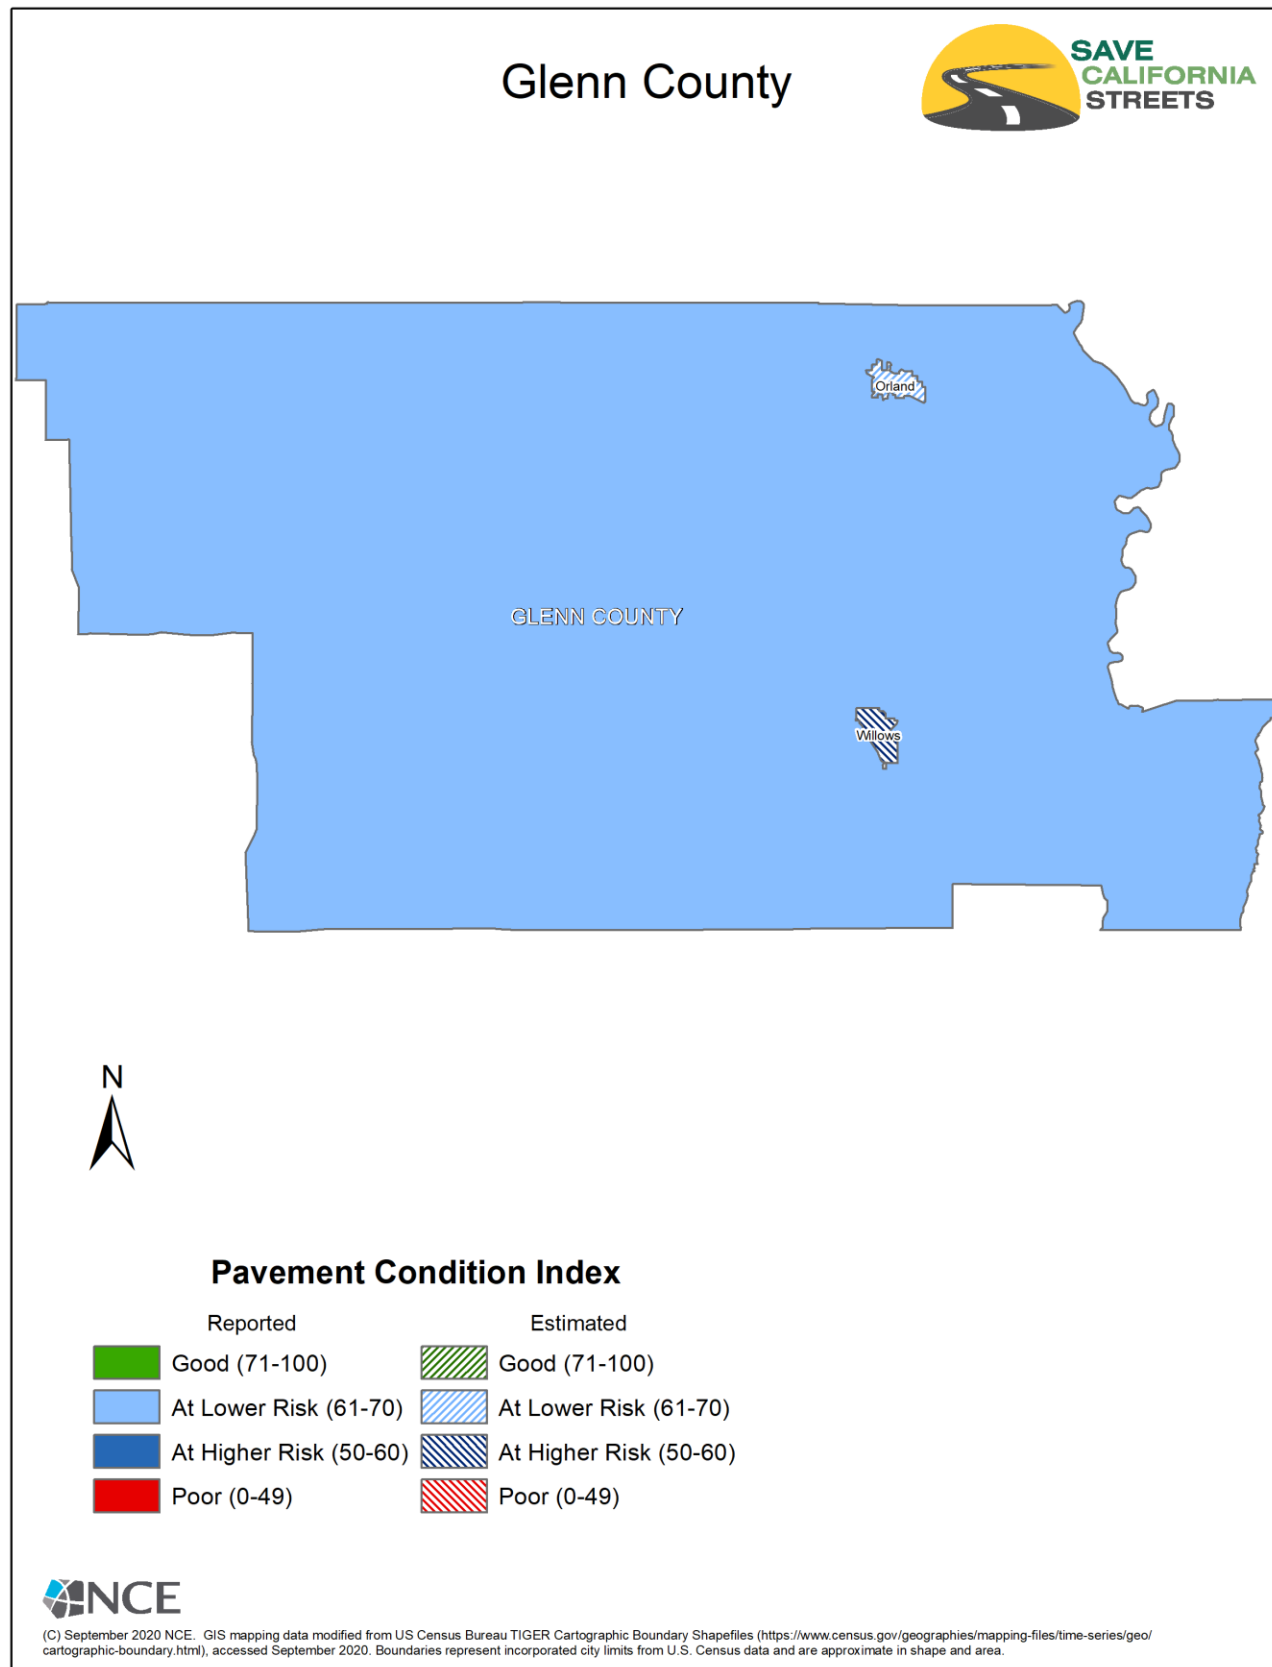 Glenn County
SAVE
CALIFORNIA
STREETS
Orland
GLENN COUNTY
Willows
N
Pavement Condition Index
Reported Estimated
Good (71-100) Good (71-100)
At Lower Risk (61-70) At Lower Risk (61-70)
At Higher Risk (50-60) At Higher Risk (50-60)
Poor (0-49) Poor (0-49)
NCE
(C) September 2020 NCE. GIS mapping data modified from US Census Bureau TIGER Cartographic Boundary Shapefiles (https://www.census.gov/geographies/mapping-files/time-series/geo/
cartographic-boundary.html), accessed September 2020. Boundaries represent incorporated city limits from U.S. Census data and are approximate in shape and area.